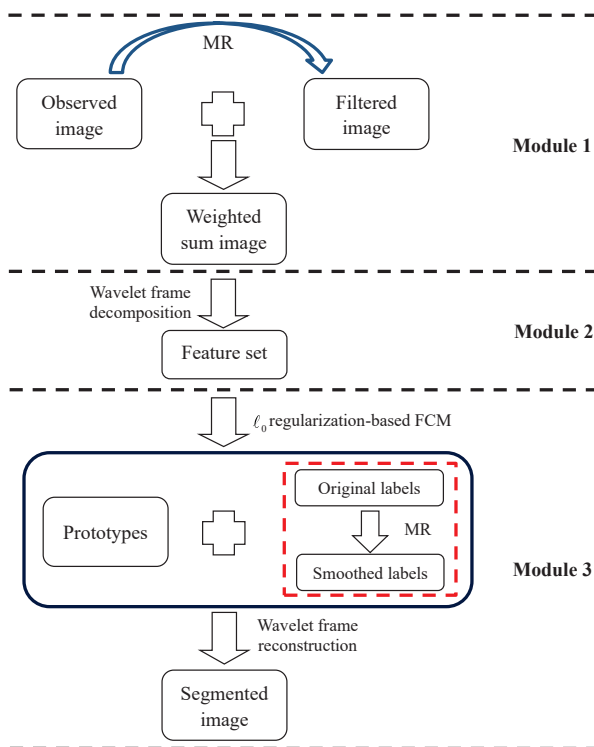 MR
Observed
image
Filtered
image
Module 1
Weighted
sum image
Wavelet frame
decomposition
Feature set
Module 2
ℓ₀ regularization-based FCM
Prototypes
Original labels
MR
Smoothed labels
Module 3
Wavelet frame
reconstruction
Segmented
image